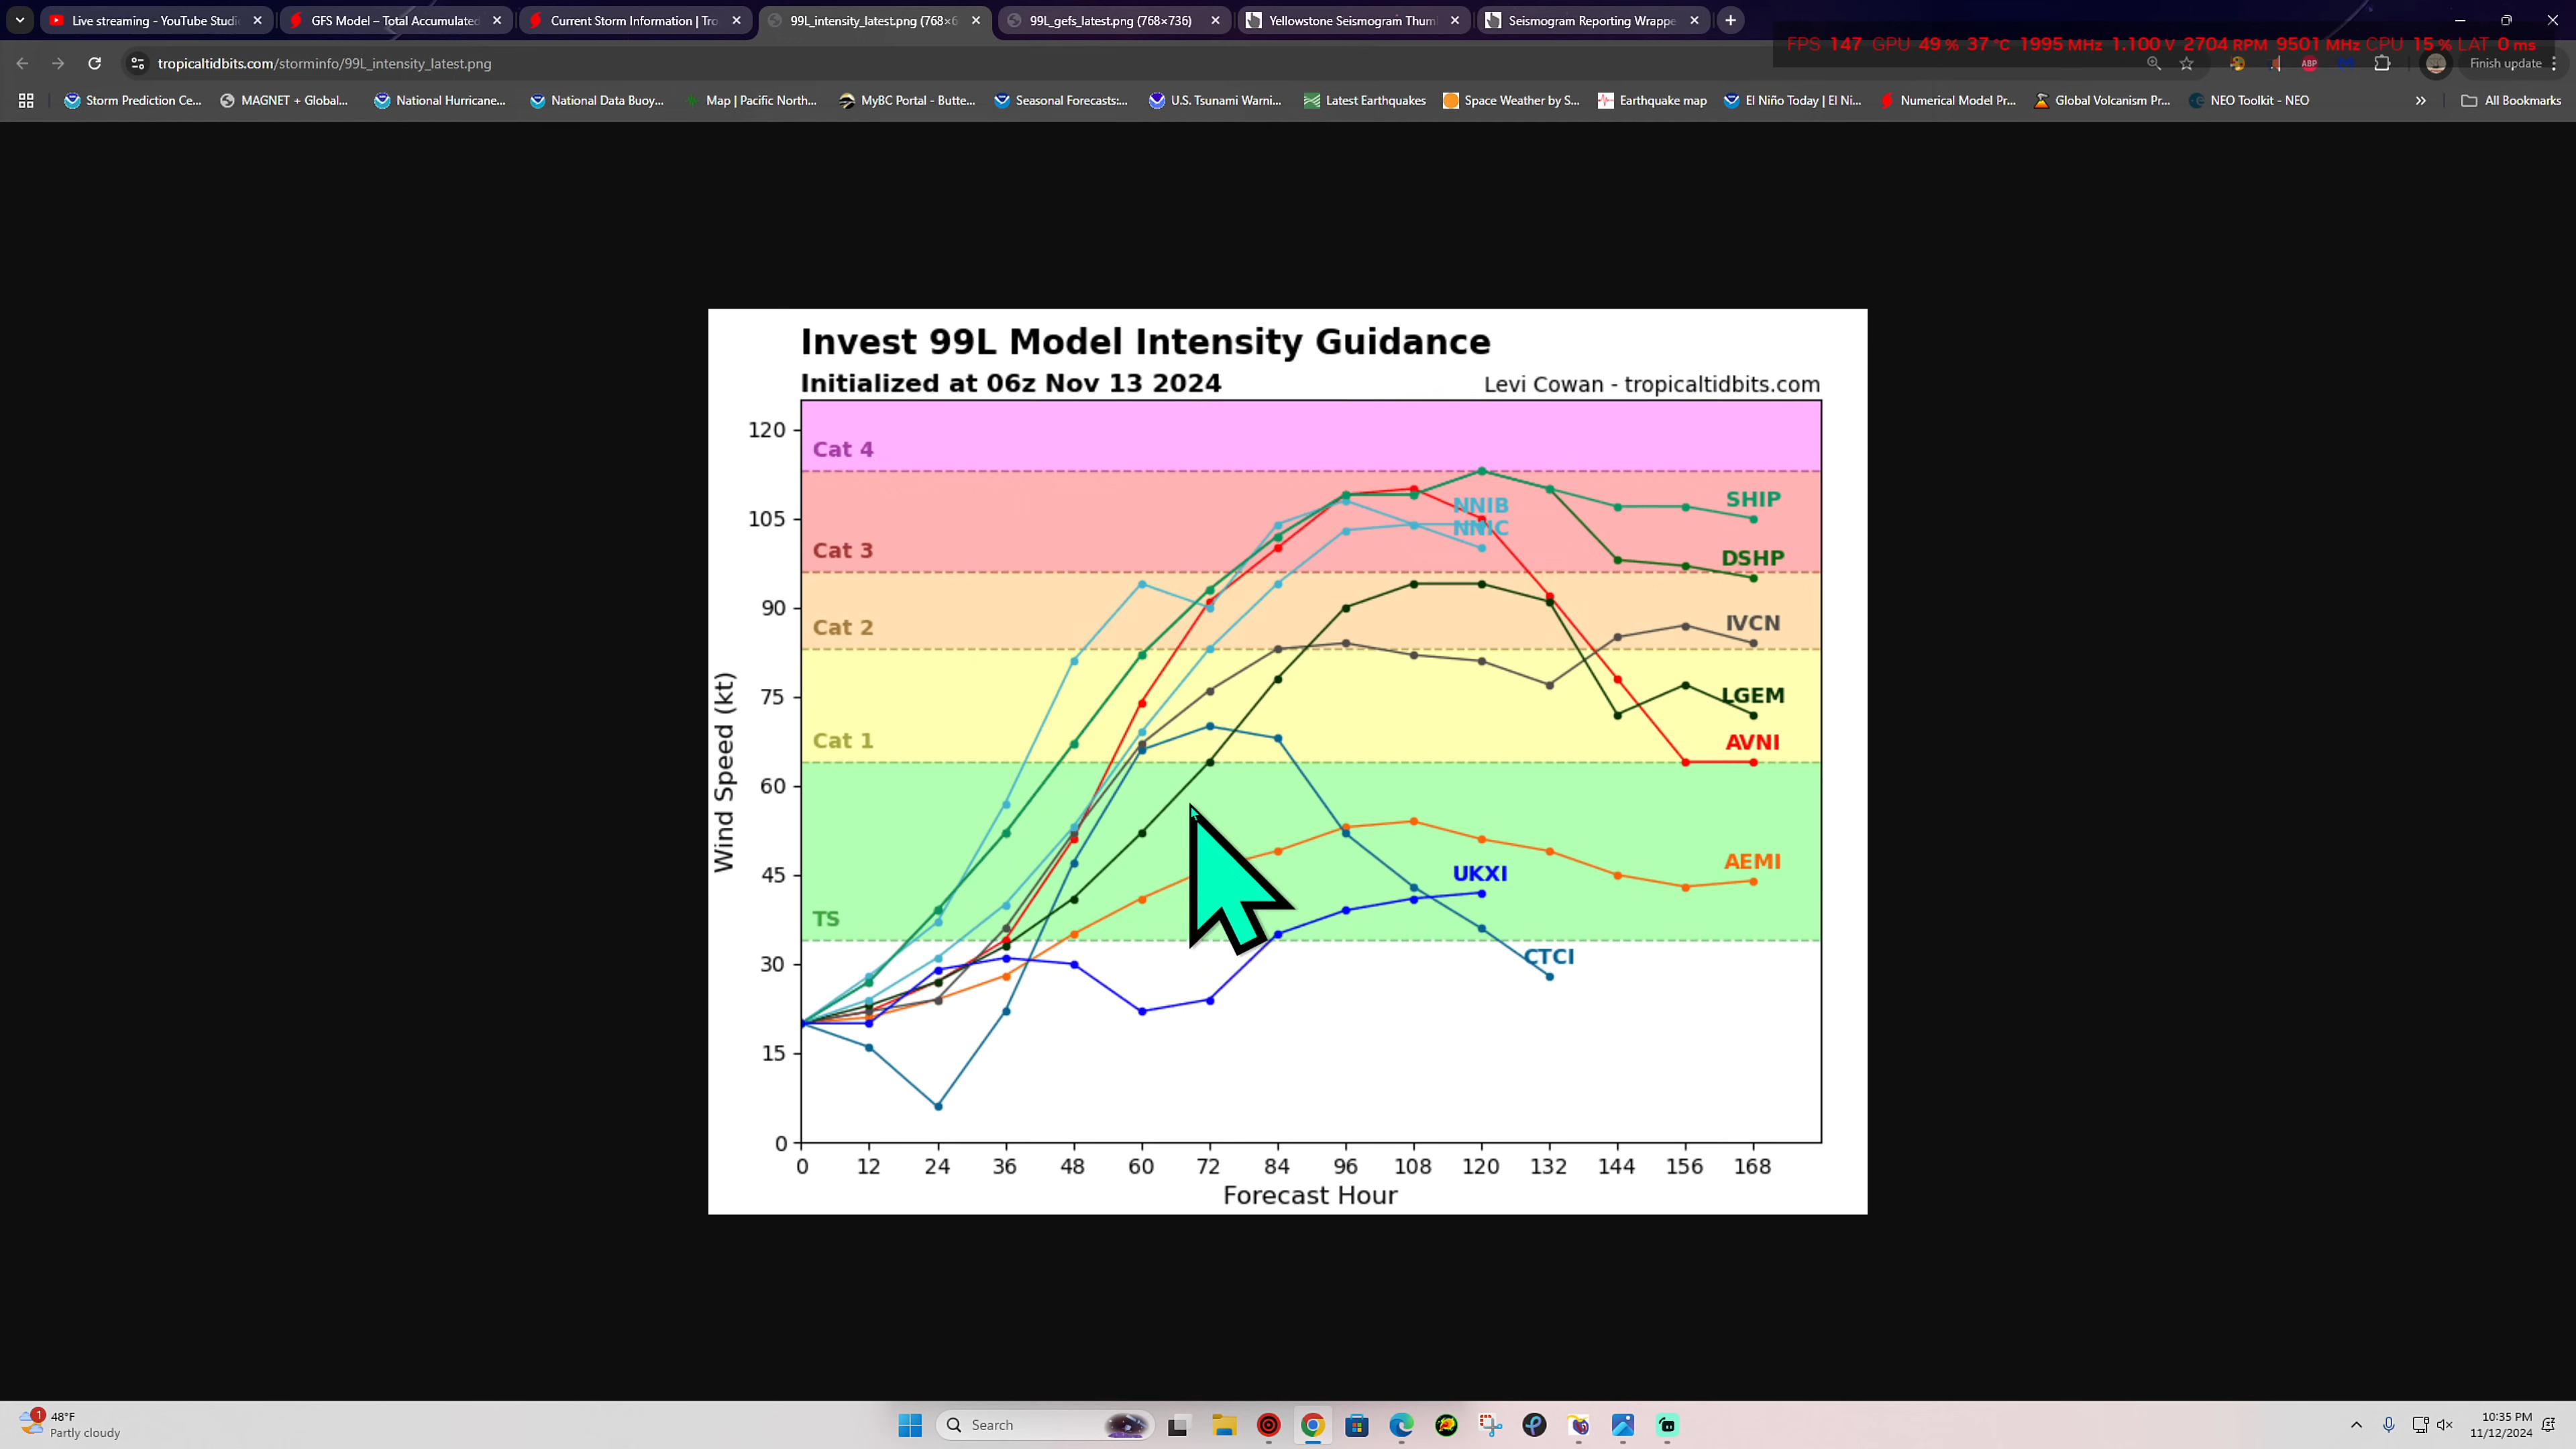 Live streaming - YouTube Studi
GFS Model – Total Accumulated
Current Storm Information | Tro
99L_intensity_latest.png (768×6
99L_gefs_latest.png (768×736)
Yellowstone Seismogram Thum
Seismogram Reporting Wrappe
FPS 147 GPU 49 % 37 °C 1995 MHz 1.100 V 2704 RPM 9501 MHz CPU 15 % LAT 0 ms
tropicaltidbits.com/storminfo/99L_intensity_latest.png
ABP
Finish update
Storm Prediction Ce...
MAGNET + Global...
National Hurricane...
National Data Buoy...
Map | Pacific North...
MyBC Portal - Butte...
Seasonal Forecasts:...
U.S. Tsunami Warni...
Latest Earthquakes
Space Weather by S...
Earthquake map
El Niño Today | El Ni...
Numerical Model Pr...
Global Volcanism Pr...
NEO Toolkit - NEO
All Bookmarks
Invest 99L Model Intensity Guidance
Initialized at 06z Nov 13 2024
Levi Cowan - tropicaltidbits.com
120
105
90
75
60
45
30
15
0
Wind Speed (kt)
Cat 4
Cat 3
Cat 2
Cat 1
TS
NNIB
NNIC
SHIP
DSHP
IVCN
LGEM
AVNI
AEMI
UKXI
CTCI
0 12 24 36 48 60 72 84 96 108 120 132 144 156 168
Forecast Hour
1
48°F
Partly cloudy
Search
10:35 PM
11/12/2024